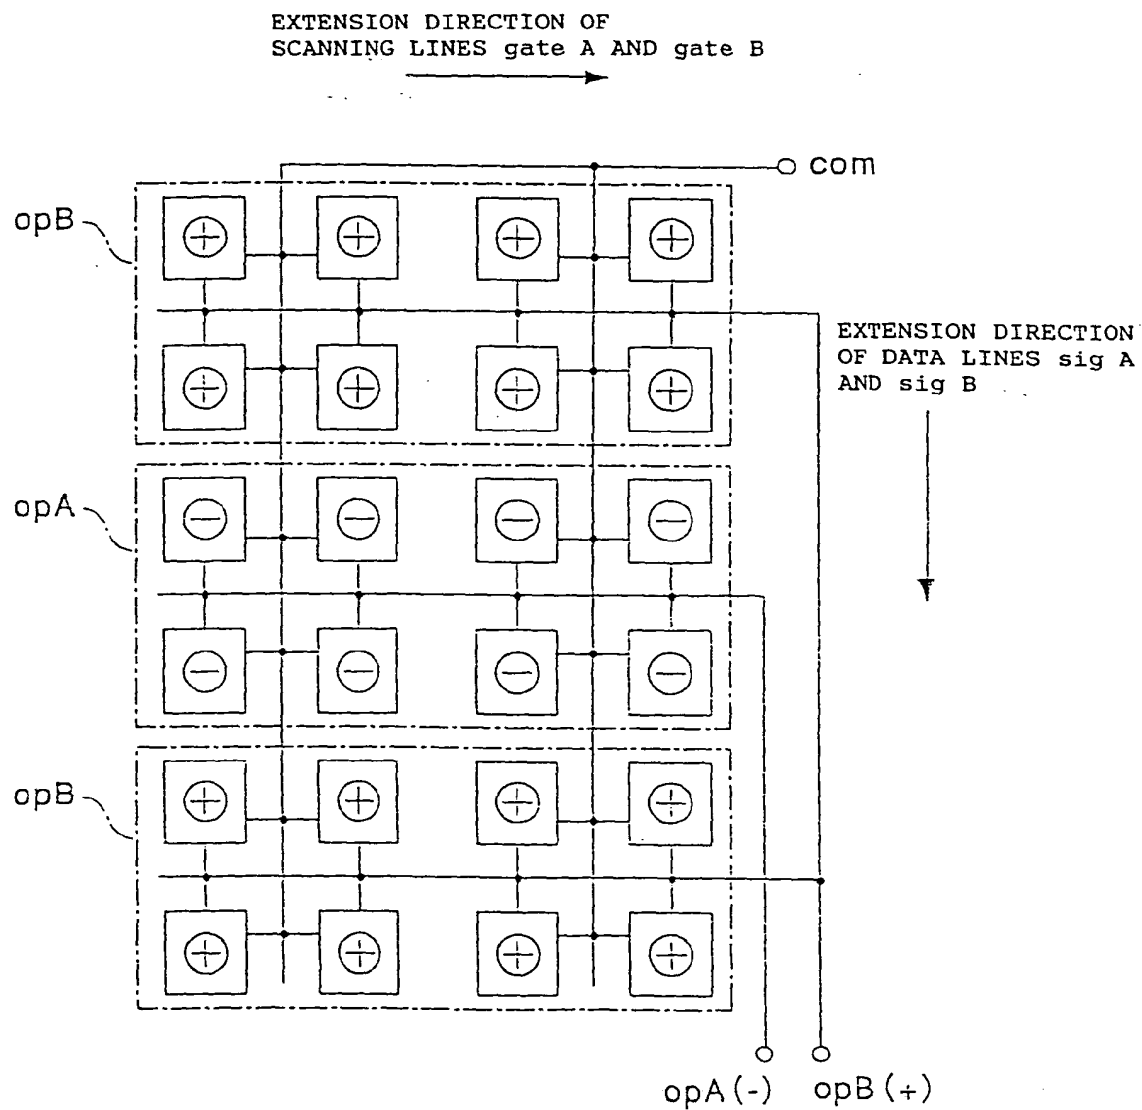 EXTENSION DIRECTION OF
SCANNING LINES gate A AND gate B
com
opB
EXTENSION DIRECTION
OF DATA LINES sig A
AND sig B
opA
opB
opA(-) opB(+)